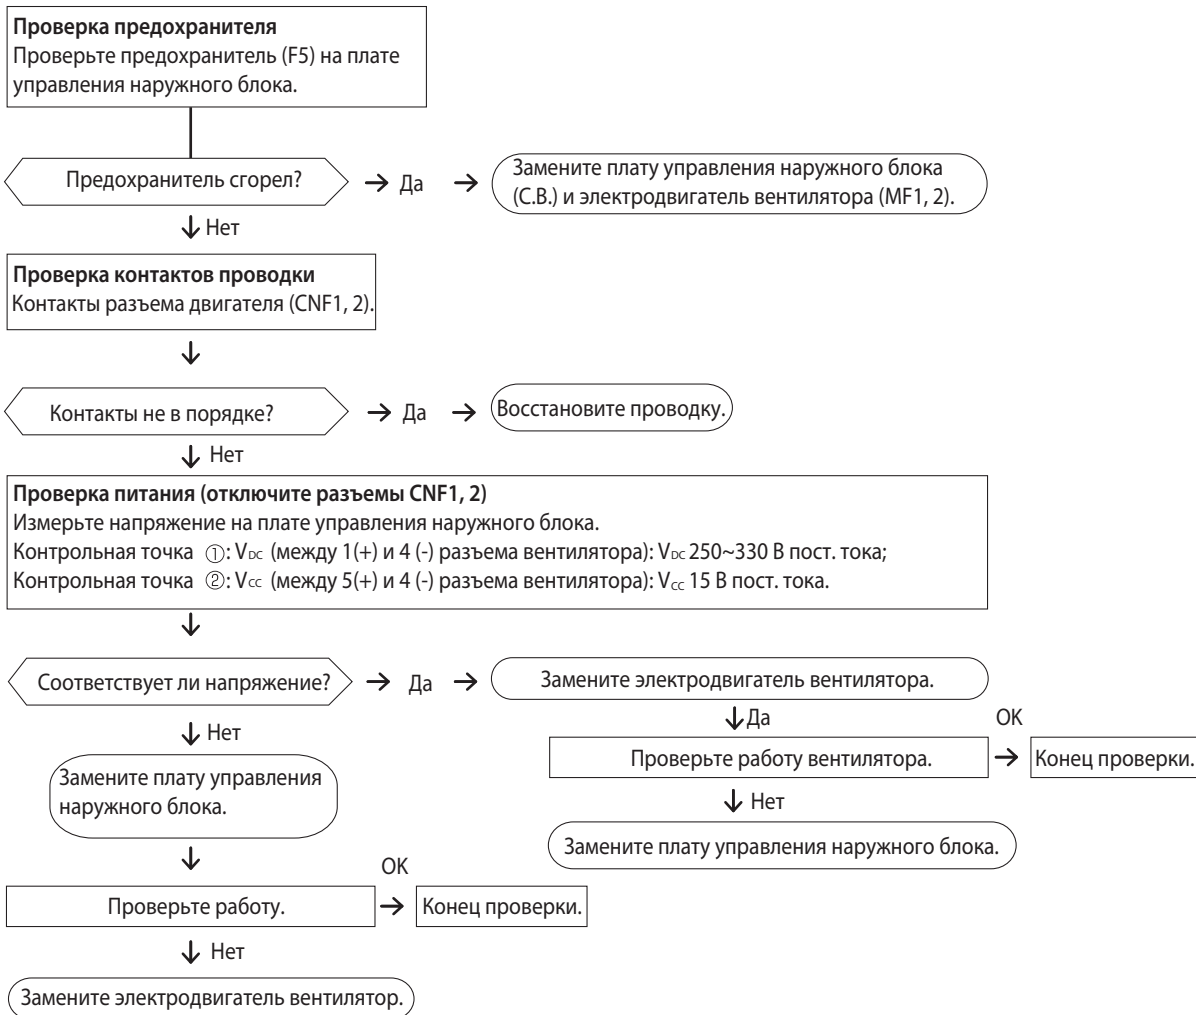 Проверка предохранителя
Проверьте предохранитель (F5) на плате
управления наружного блока.
Предохранитель сгорел?
Да
Замените плату управления наружного блока
(C.B.) и электродвигатель вентилятора (MF1, 2).
Нет
Проверка контактов проводки
Контакты разъема двигателя (CNF1, 2).
Контакты не в порядке?
Да
Восстановите проводку.
Нет
Проверка питания (отключите разъемы CNF1, 2)
Измерьте напряжение на плате управления наружного блока.
Контрольная точка ①: VDC (между 1(+) и 4 (-) разъема вентилятора): VDC 250~330 В пост. тока;
Контрольная точка ②: VCC (между 5(+) и 4 (-) разъема вентилятора): VCC 15 В пост. тока.
Соответствует ли напряжение?
Да
Замените электродвигатель вентилятора.
Нет
Да
OK
Проверьте работу вентилятора.
Конец проверки.
Замените плату управления
наружного блока.
Нет
Замените плату управления наружного блока.
OK
Проверьте работу.
Конец проверки.
Нет
Замените электродвигатель вентилятор.